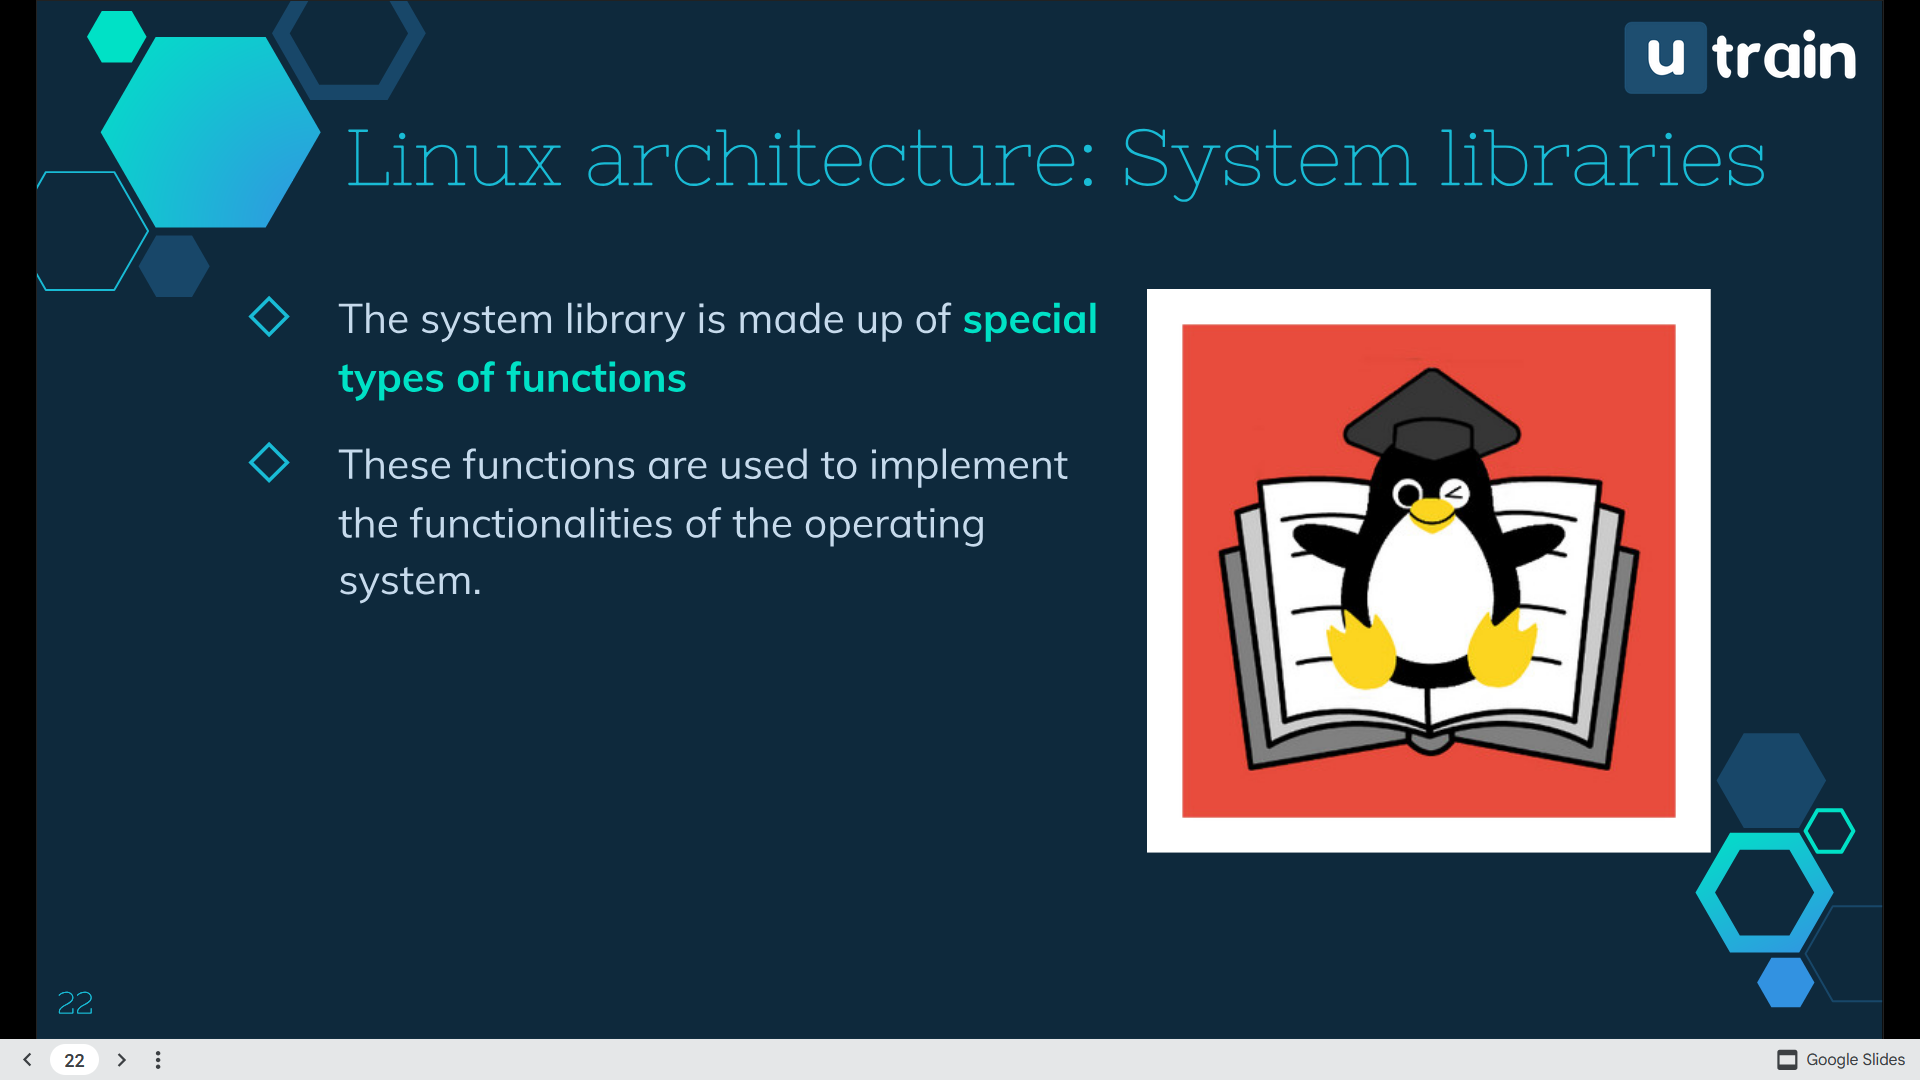 u train
Linux architecture: System libraries
The system library is made up of special
types of functions
These functions are used to implement
the functionalities of the operating
system.
22
22
Google Slides